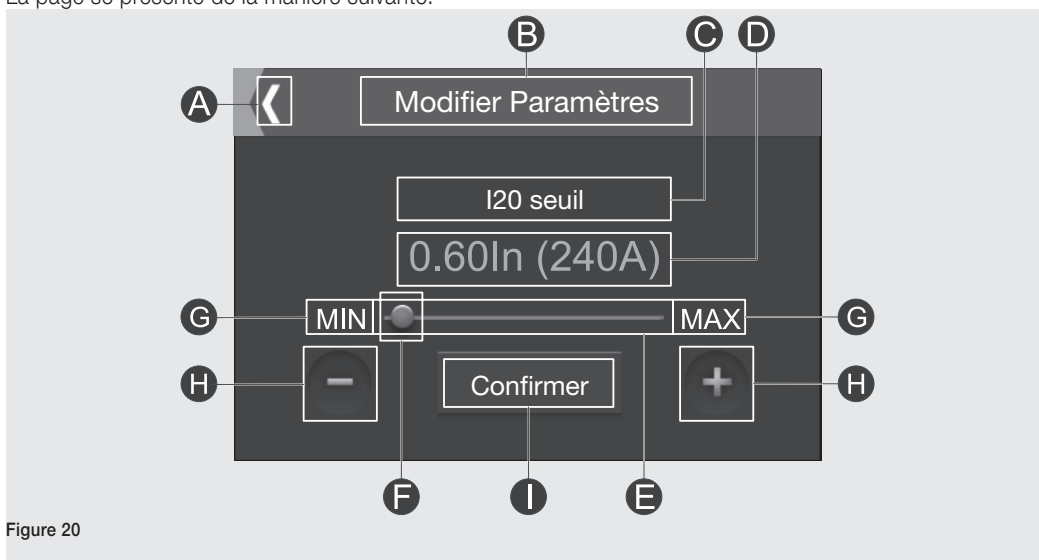 La page se présente de la manière suivante:
B C D
A Modifier Paramètres
I20 seuil
0.60In (240A)
G MIN MAX G
H - Confirmer + H
F I E
Figure 20